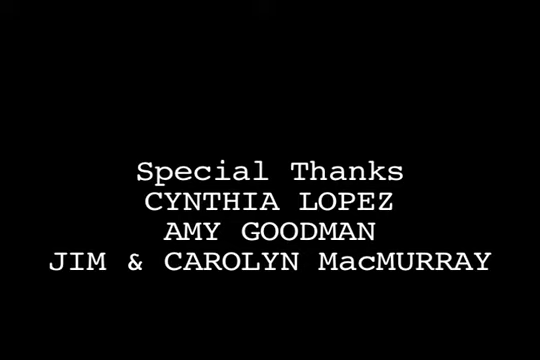 Special Thanks
CYNTHIA LOPEZ
AMY GOODMAN
JIM & CAROLYN MacMURRAY